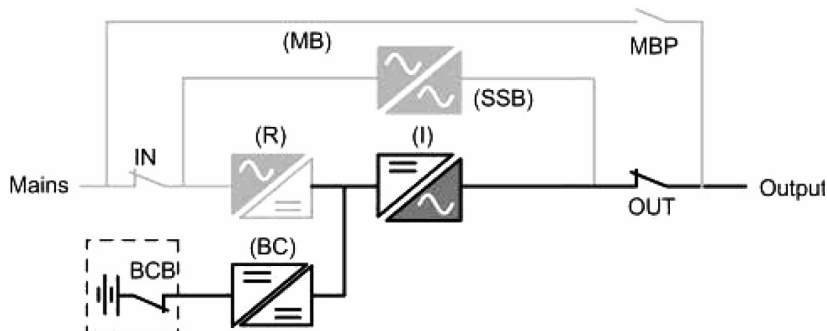 (MB)
MBP
(SSB)
(R)
(I)
IN
Mains
OUT
Output
(BC)
BCB